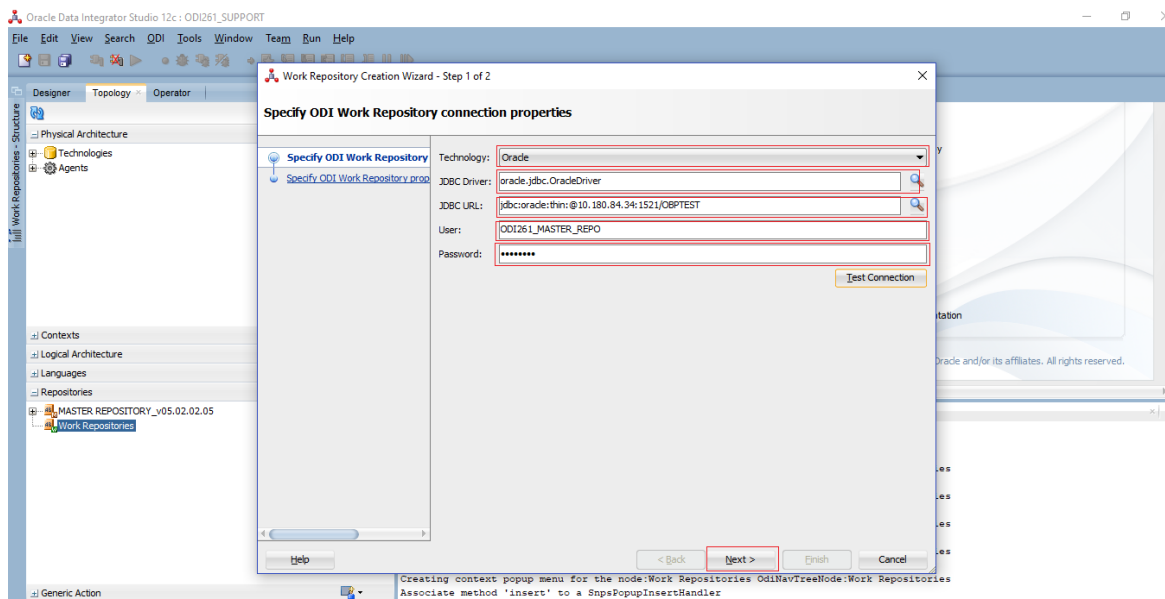 Oracle Data Integrator Studio 12c : ODI261_SUPPORT
File Edit View Search ODI Tools Window Team Run Help
Designer Topology Operator
Work Repositories - Structure
Physical Architecture
Technologies
Agents
Contexts
Logical Architecture
Languages
Repositories
MASTER REPOSITORY_v05.02.02.05
Work Repositories
Generic Action
Work Repository Creation Wizard - Step 1 of 2
Specify ODI Work Repository connection properties
Specify ODI Work Repository
Specify ODI Work Repository prop
Technology: Oracle
JDBC Driver: oracle.jdbc.OracleDriver
JDBC URL: jdbc:oracle:thin:@10.180.84.34:1521/OBPTEST
User: ODI261_MASTER_REPO
Password: ••••••••
Test Connection
Help < Back Next > Finish Cancel
y
tation
Oracle and/or its affiliates. All rights reserved.
es
es
es
es
Creating context popup menu for the node:Work Repositories OdiNavTreeNode:Work Repositories
Associate method 'insert' to a SnpsPopupInsertHandler